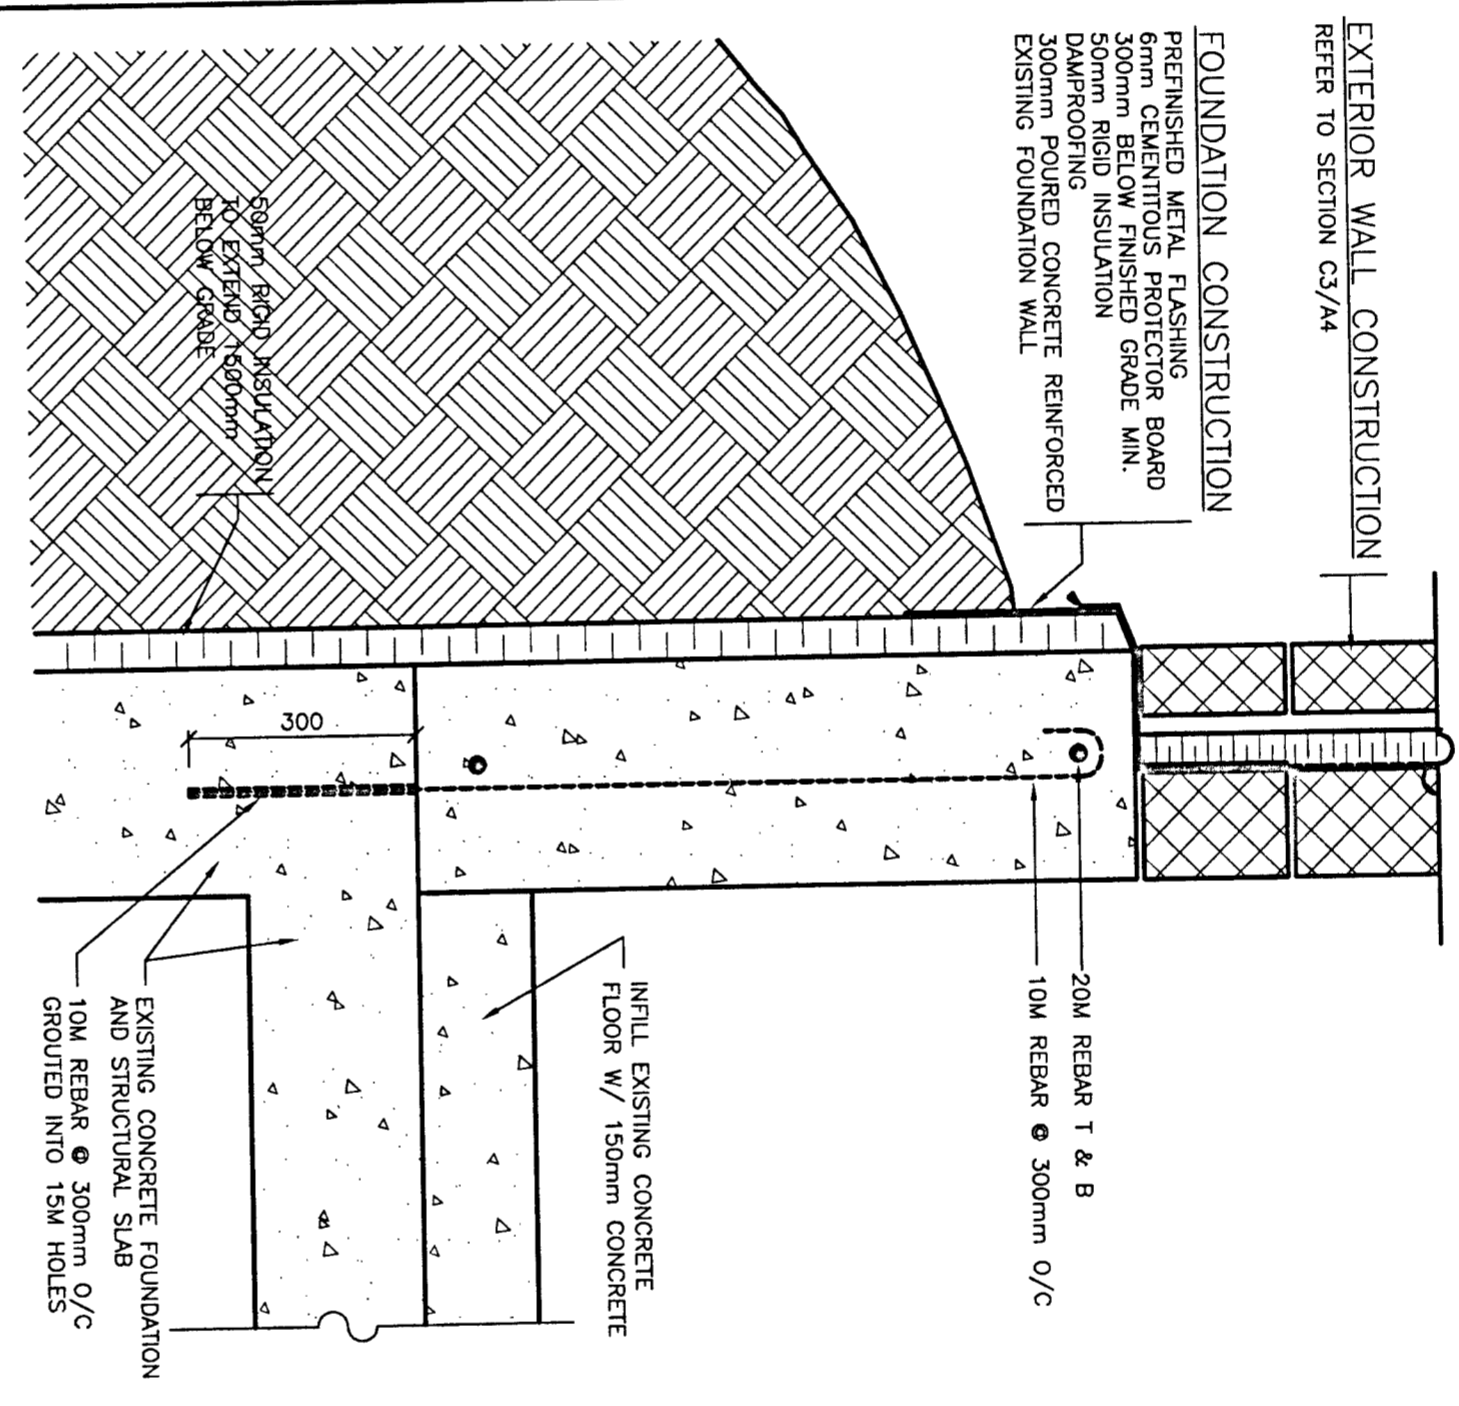 EXTERIOR WALL CONSTRUCTION
REFER TO SECTION C3/A4
FOUNDATION CONSTRUCTION
PREFINISHED METAL FLASHING
6mm CEMENTITOUS PROTECTOR BOARD
300mm BELOW FINISHED GRADE MIN.
50mm RIGID INSULATION
DAMPROOFING
300mm POURED CONCRETE REINFORCED
EXISTING FOUNDATION WALL
50mm RIGID INSULATION
TO EXTEND 1500mm
BELOW GRADE
300
20M REBAR T & B
10M REBAR @ 300mm O/C
INFILL EXISTING CONCRETE
FLOOR W/ 150mm CONCRETE
EXISTING CONCRETE FOUNDATION
AND STRUCTURAL SLAB
10M REBAR @ 300mm O/C
GROUTED INTO 15M HOLES